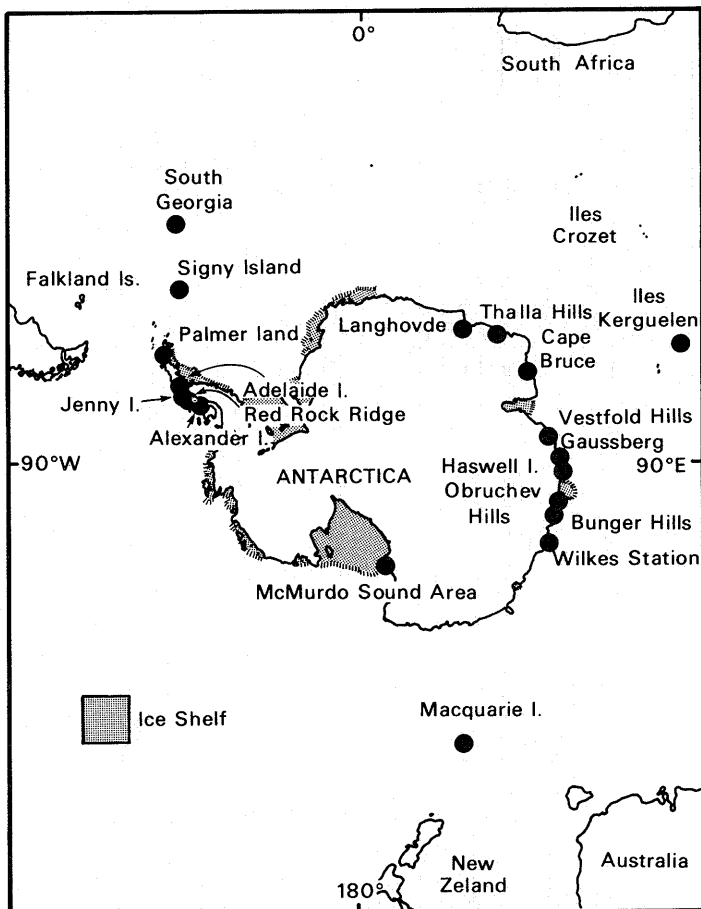 0°
South Africa
South
Georgia
Iles
Crozet
Signy Island
Falkland Is.
Iles
Kerguelen
Thalla Hills
Langhovde
Cape
Bruce
Palmer land
Adelaide I.
Jenny I.
Red Rock Ridge
Alexander I.
Vestfold Hills
Gaussberg
90°W
90°E
Haswell I.
ANTARCTICA
Obruchev
Hills
Bunger Hills
Wilkes Station
McMurdo Sound Area
Macquarie I.
Ice Shelf
New
Zeland
Australia
180°